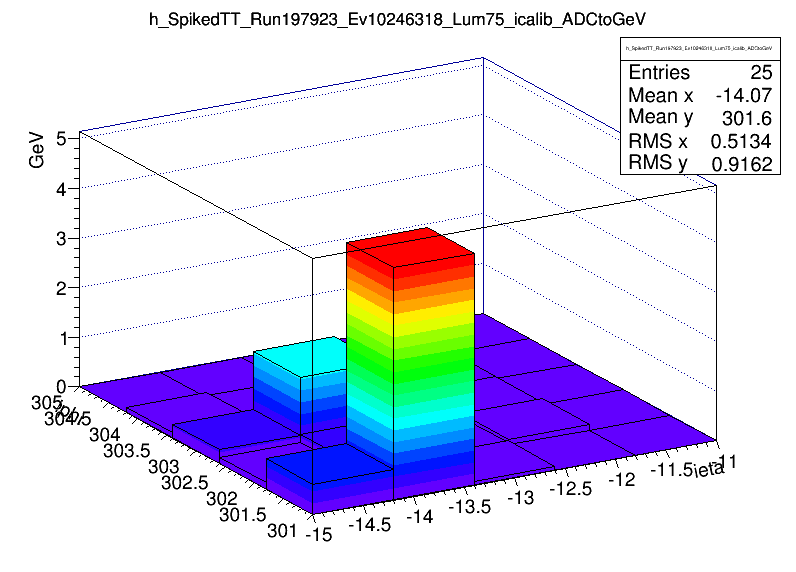 h_SpikedTT_Run197923_Ev10246318_Lum75_icalib_ADCtoGeV
h_SpikedTT_Run197923_Ev10246318_Lum75_icalib_ADCtoGeV
Entries 25
Mean x -14.07
Mean y 301.6
RMS x 0.5134
RMS y 0.9162
GeV
5
4
3
2
1
0
305
304.5
304
303.5
303
302.5
302
301.5
301
-15
-14.5
-14
-13.5
-13
-12.5
-12
-11.5
-11
ieta